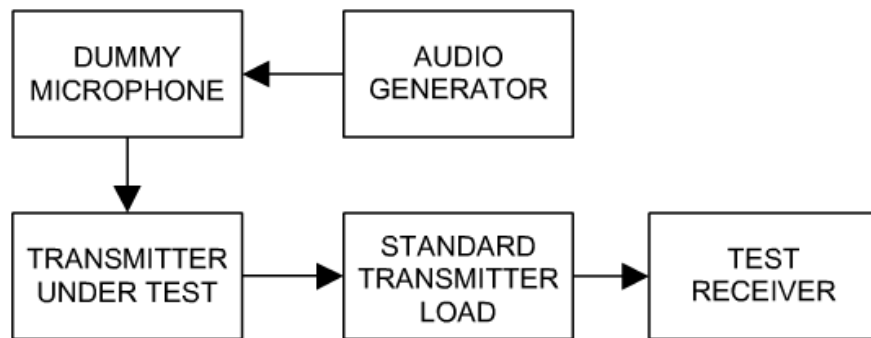 DUMMY
MICROPHONE
AUDIO
GENERATOR
TRANSMITTER
UNDER TEST
STANDARD
TRANSMITTER
LOAD
TEST
RECEIVER